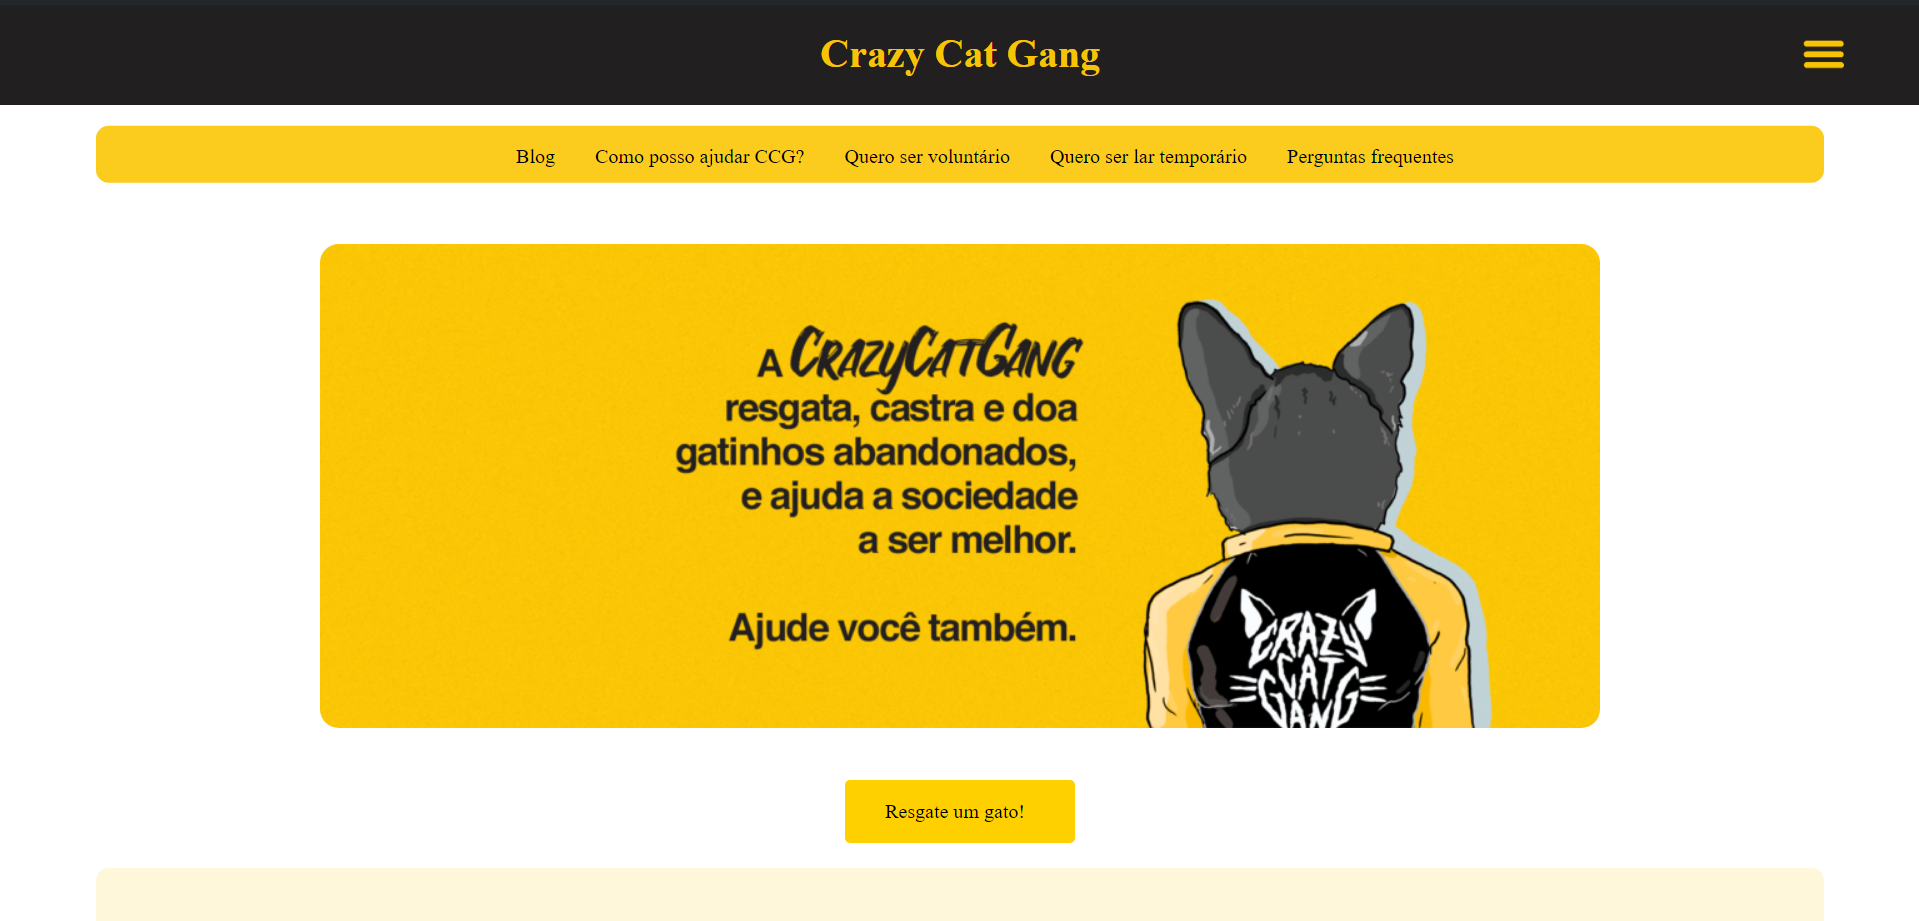 Crazy Cat Gang
Blog Como posso ajudar CCG? Quero ser voluntário Quero ser lar temporário Perguntas frequentes
A CrazyCatGang
resgata, castra e doa
gatinhos abandonados,
e ajuda a sociedade
a ser melhor.
Ajude você também.
CRAZY
CAT
GANG
Resgate um gato!